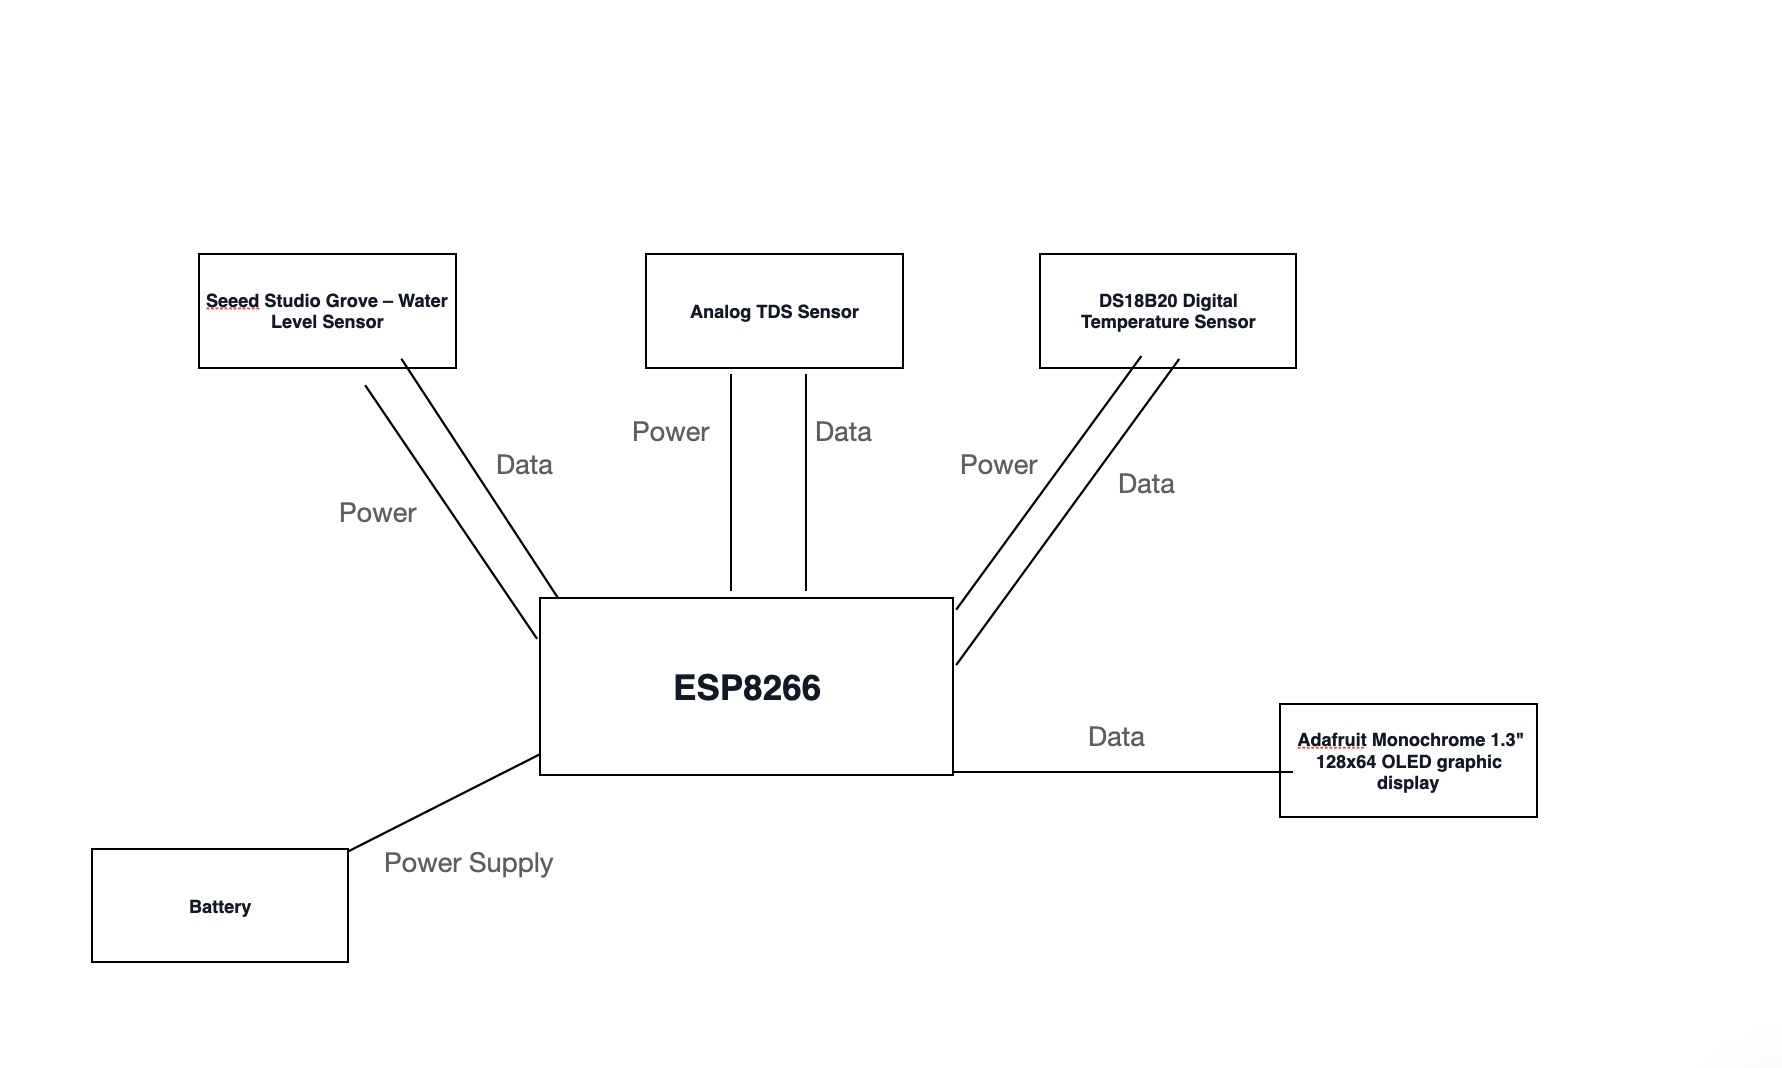 Seeed Studio Grove – Water
Level Sensor
Analog TDS Sensor
DS18B20 Digital
Temperature Sensor
Power
Data
Data
Power
Data
Power
Data
ESP8266
Data
Adafruit Monochrome 1.3"
128x64 OLED graphic
display
Power Supply
Battery